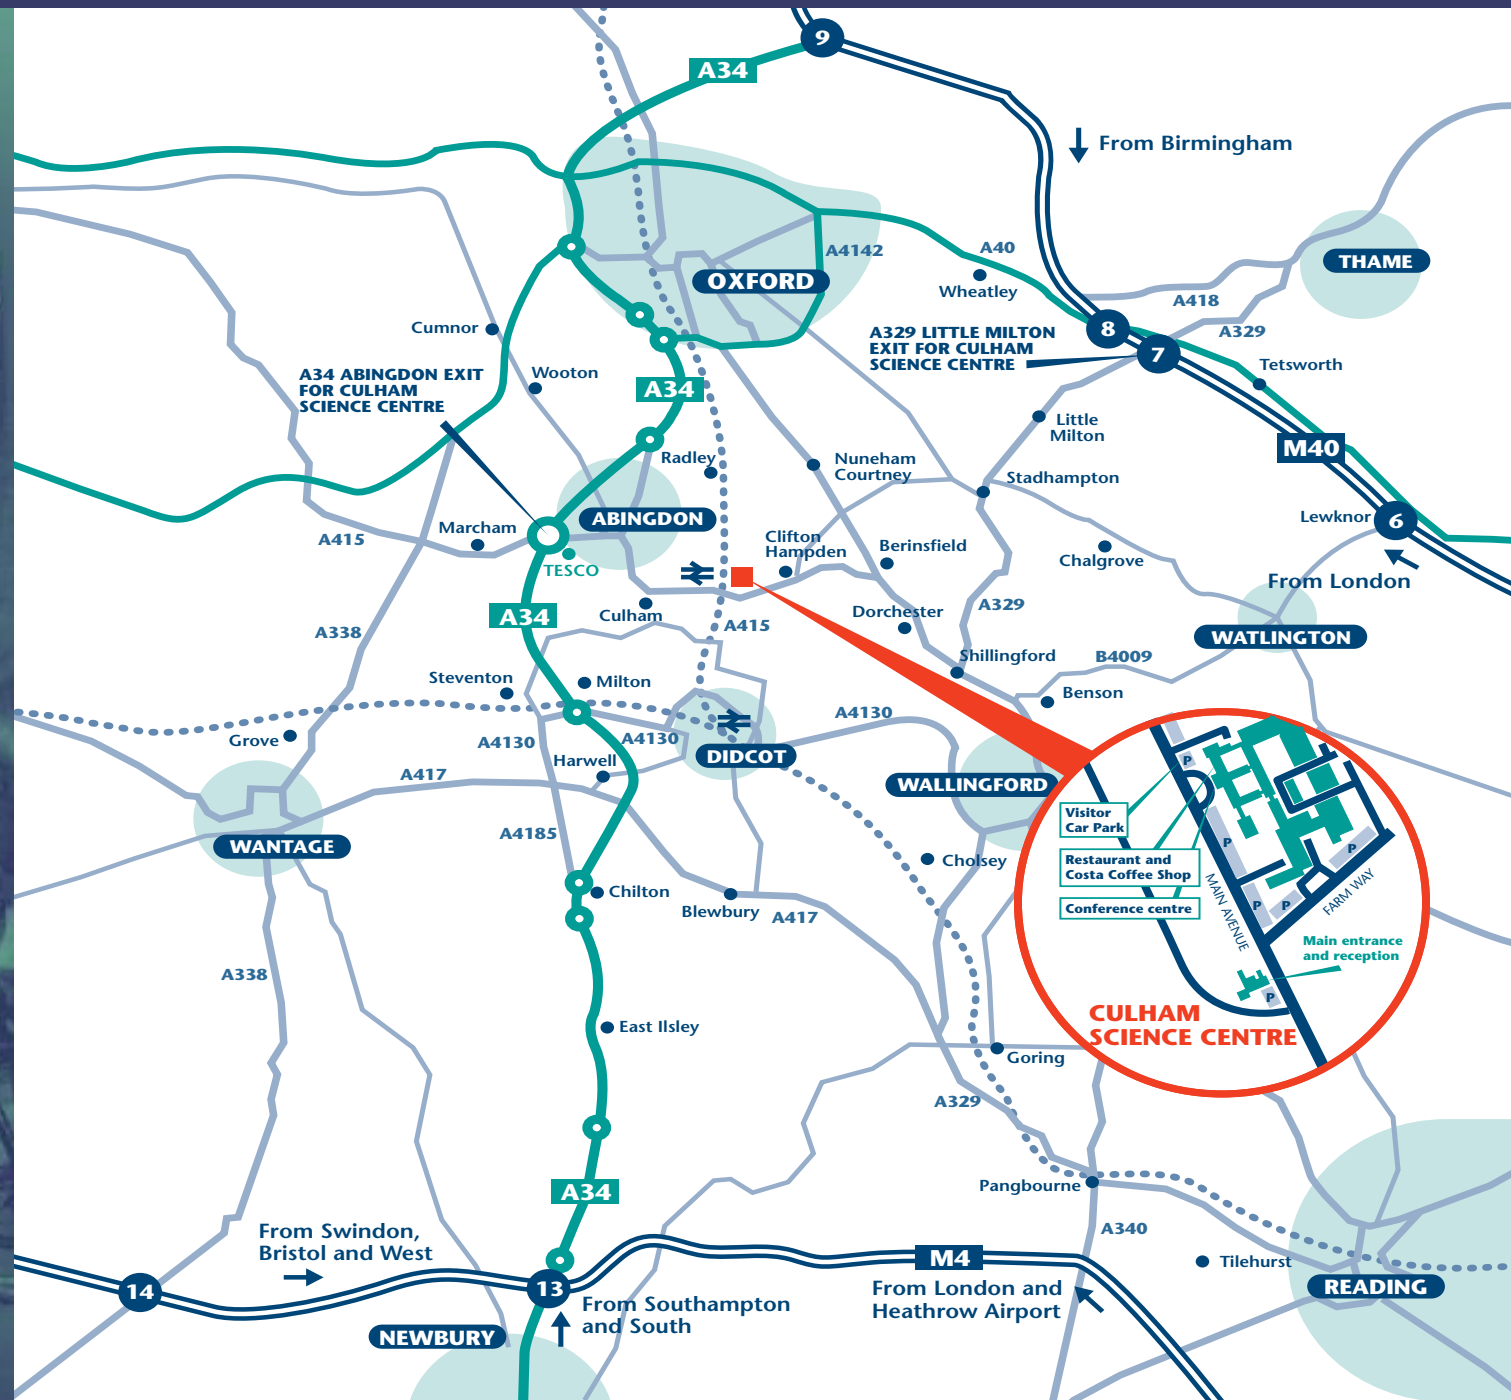 9
A34
From Birmingham
THAME
A4142
A40
OXFORD
Wheatley
A418
A329
Cumnor
8
7
A329 LITTLE MILTON
EXIT FOR CULHAM
SCIENCE CENTRE
Tetsworth
A34 ABINGDON EXIT
FOR CULHAM
SCIENCE CENTRE
Wooton
A34
Little
Milton
M40
Radley
Nuneham
Courtney
Stadhampton
Lewknor
6
ABINGDON
Marcham
A415
TESCO
Clifton
Hampden
Berinsfield
Chalgrove
From London
A34
Culham
A415
Dorchester
A329
A338
WATLINGTON
Shillingford
B4009
Steventon
Milton
Benson
A4130
Grove
A4130
A4130
DIDCOT
Harwell
A417
WALLINGFORD
P
Visitor
Car Park
A4185
WANTAGE
P
P
Restaurant and
Costa Coffee Shop
Cholsey
Chilton
Blewbury
A417
Conference centre
MAIN AVENUE
P
P
FARM WAY
Main entrance
and reception
A338
P
CULHAM
SCIENCE CENTRE
East Ilsley
Goring
A329
A34
Pangbourne
A340
From Swindon,
Bristol and West
M4
Tilehurst
14
13
From London and
Heathrow Airport
READING
From Southampton
and South
NEWBURY